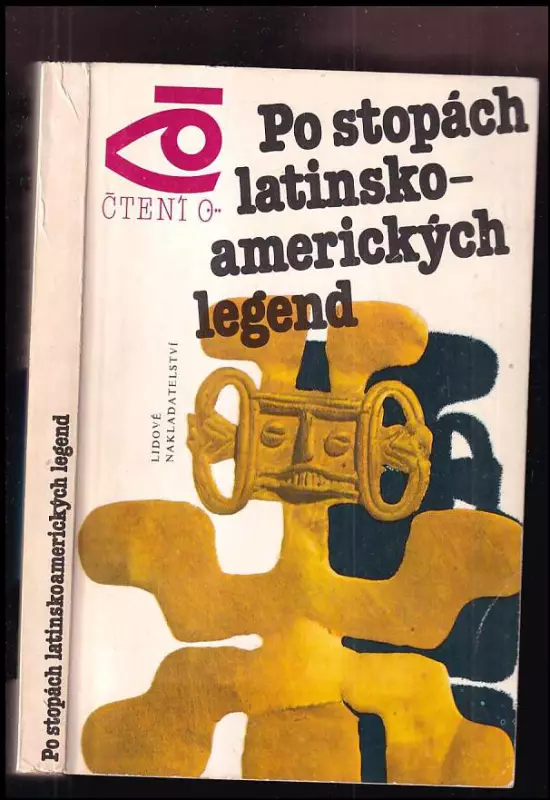 ČTENÍ O··
Po stopách
latinsko-
amerických
legend
LIDOVÉ
NAKLADATELSTVÍ
Po stopách latinskoamerických legend